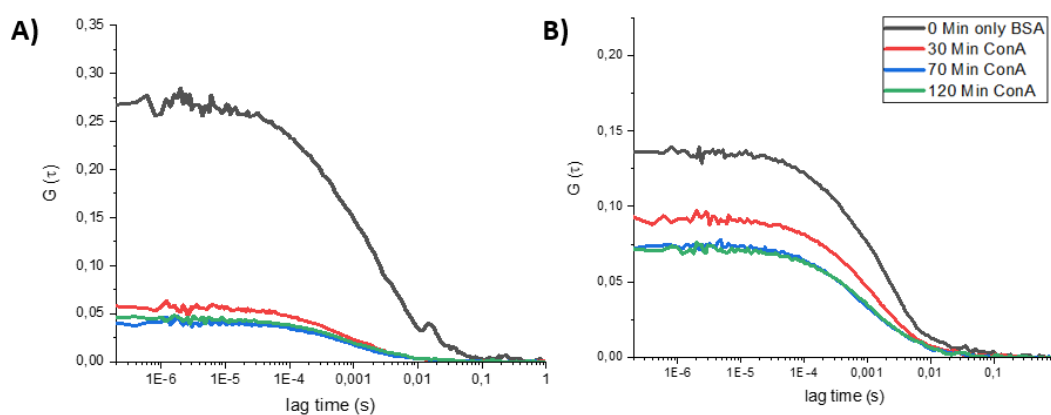 A)
0,35
0,30
0,25
0,20
0,15
0,10
0,05
0,00
G (τ)
1E-6 1E-5 1E-4 0,001 0,01 0,1 1
lag time (s)
B)
0,20
0,15
0,10
0,05
0,00
G (τ)
1E-6 1E-5 1E-4 0,001 0,01 0,1
lag time (s)
0 Min only BSA
30 Min ConA
70 Min ConA
120 Min ConA